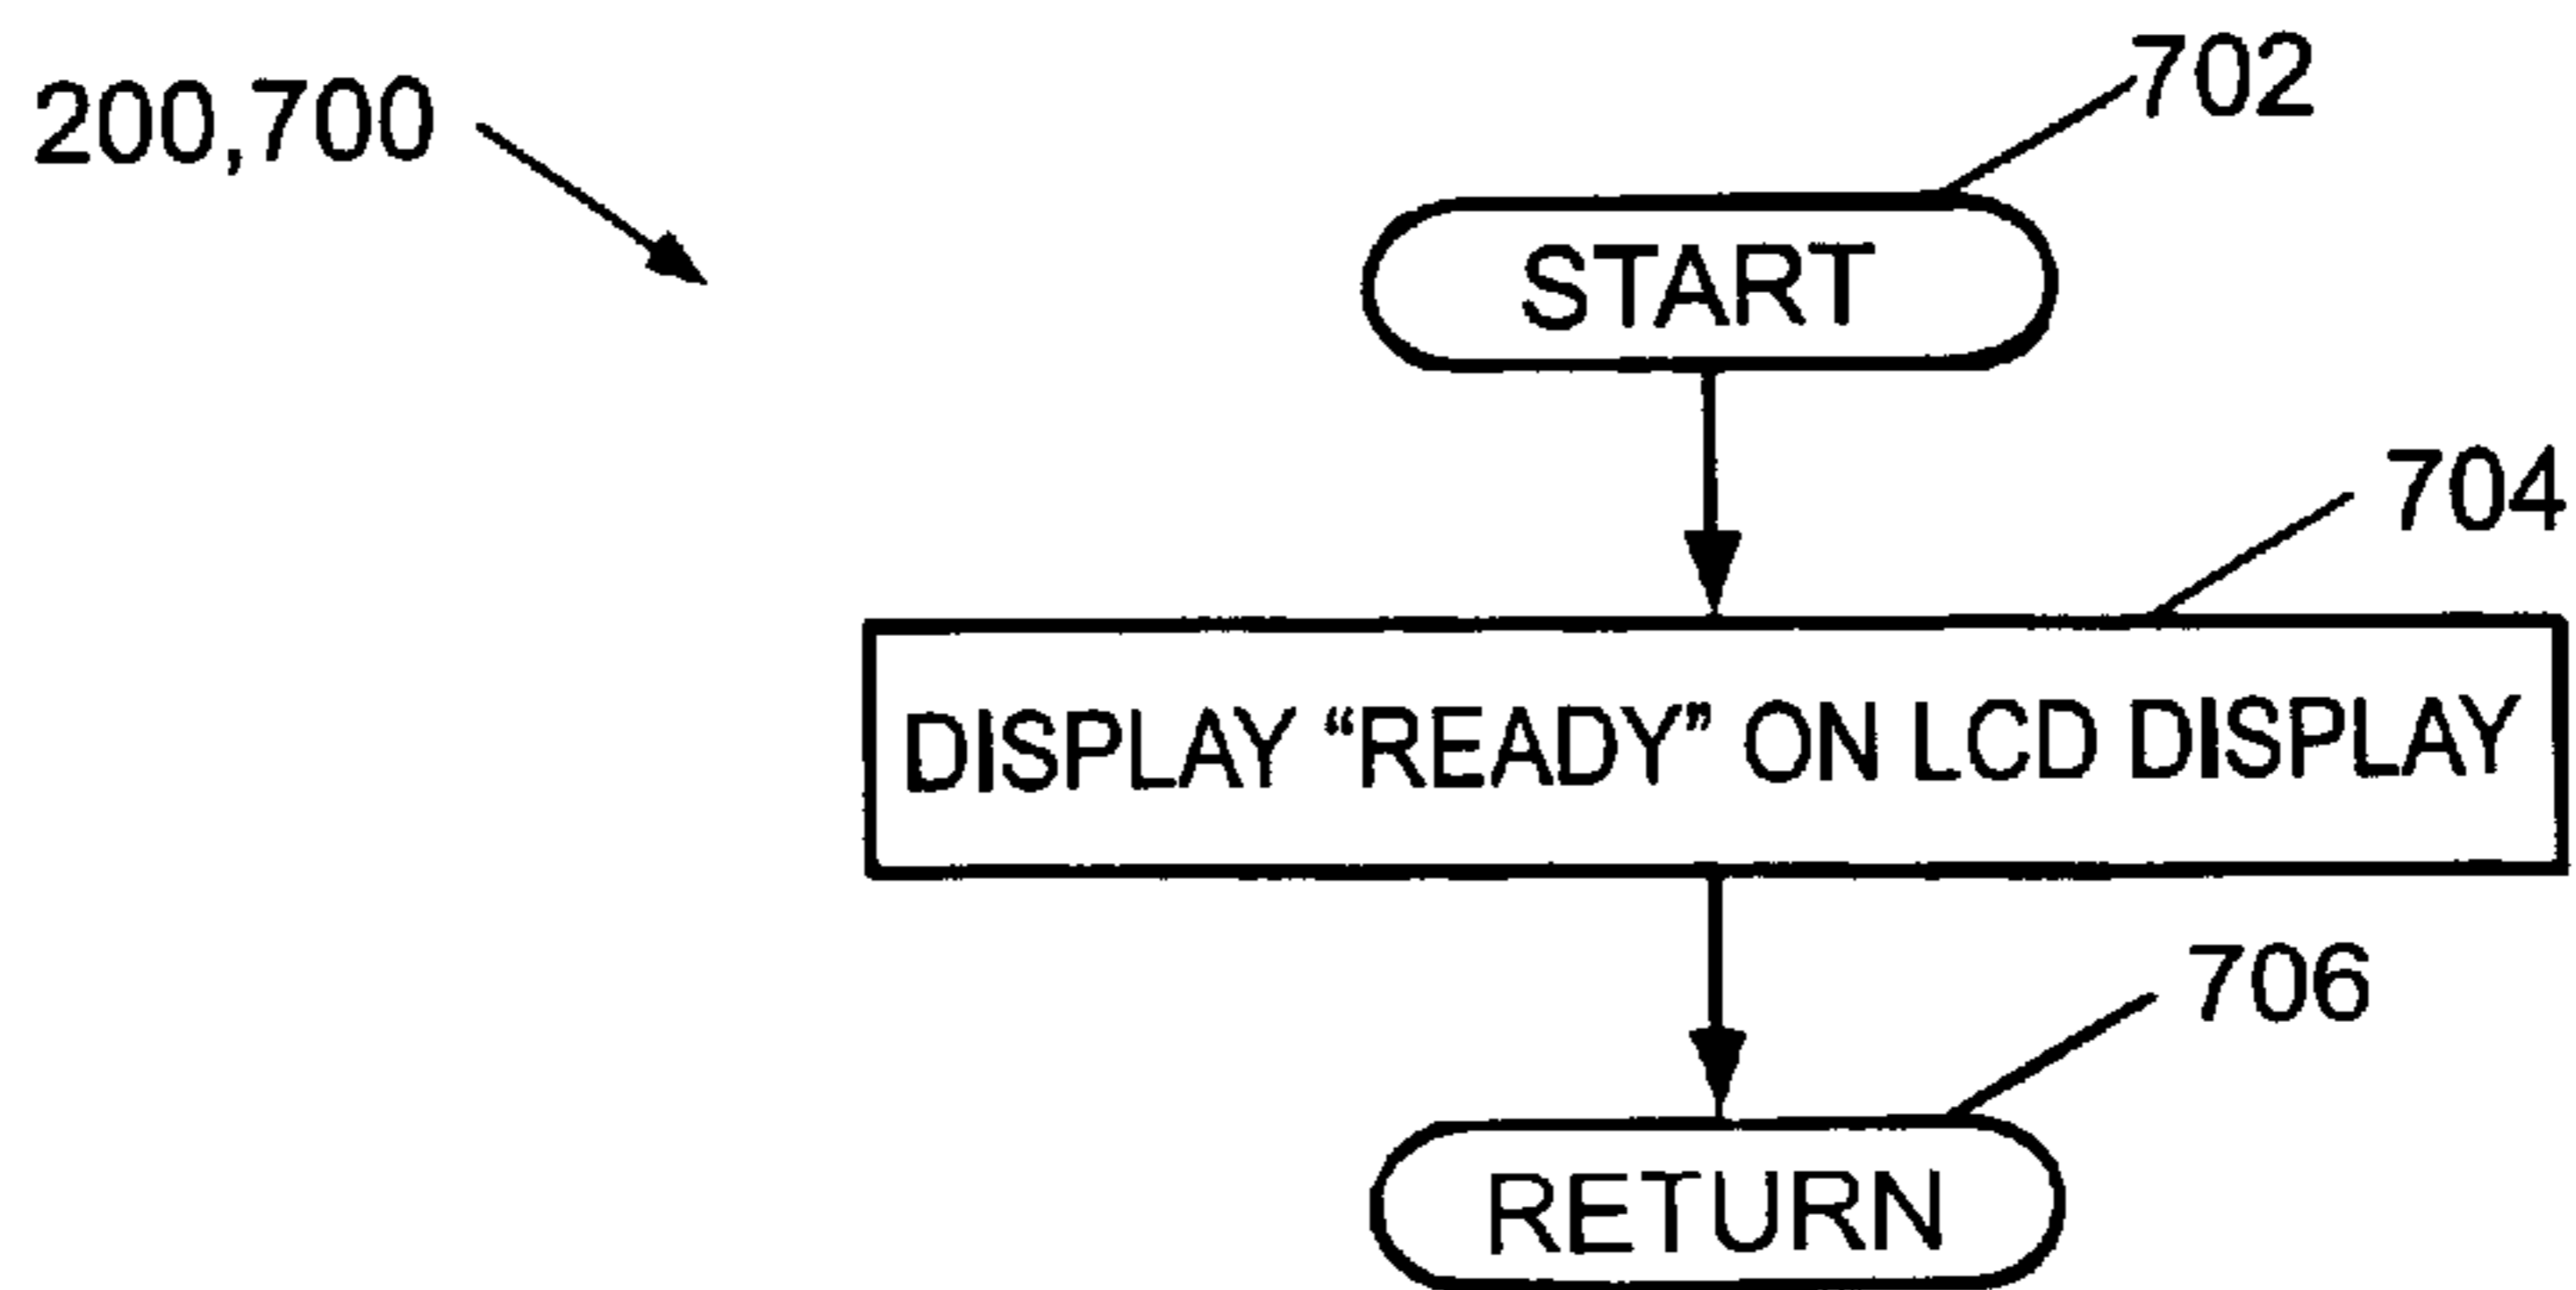 200,700
702
START
704
DISPLAY “READY” ON LCD DISPLAY
706
RETURN